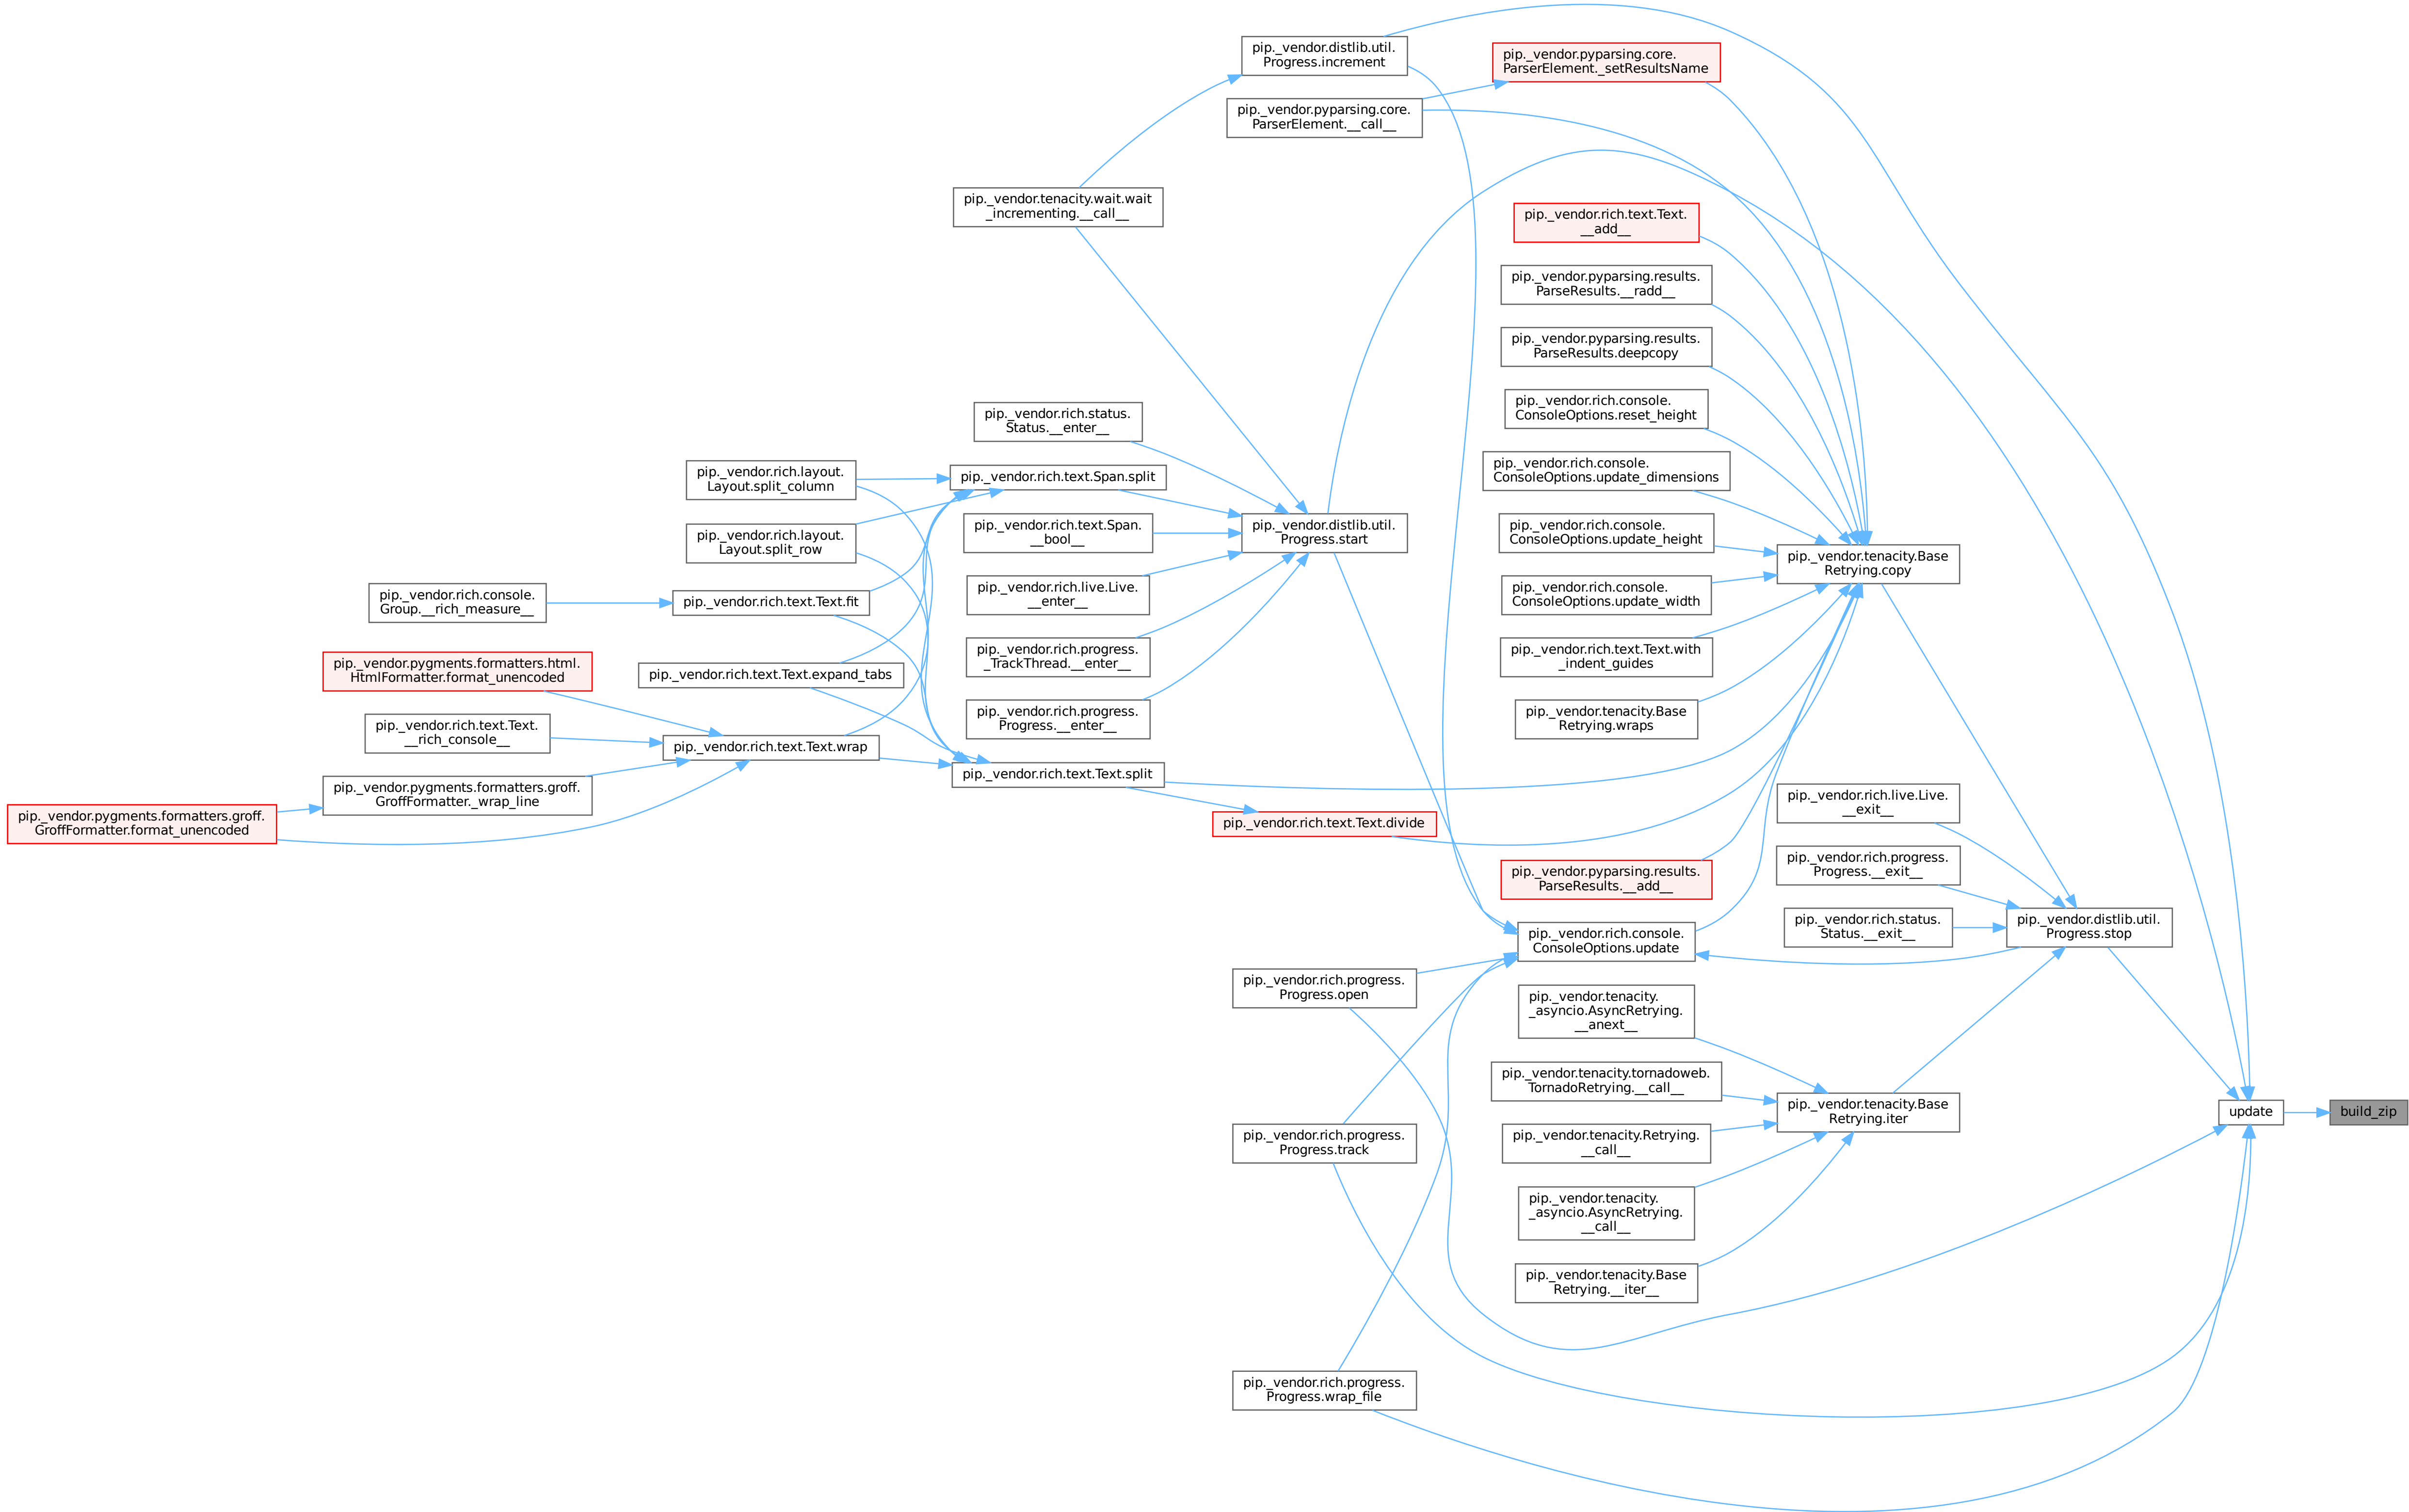 pip._vendor.distlib.util.
Progress.increment
pip._vendor.pyparsing.core.
ParserElement._setResultsName
pip._vendor.pyparsing.core.
ParserElement.__call__
pip._vendor.tenacity.wait.wait
_incrementing.__call__
pip._vendor.rich.text.Text.
__add__
pip._vendor.pyparsing.results.
ParseResults.__radd__
pip._vendor.pyparsing.results.
ParseResults.deepcopy
pip._vendor.rich.console.
ConsoleOptions.reset_height
pip._vendor.rich.status.
Status.__enter__
pip._vendor.rich.console.
ConsoleOptions.update_dimensions
pip._vendor.rich.layout.
Layout.split_column
pip._vendor.rich.text.Span.split
pip._vendor.rich.text.Span.
__bool__
pip._vendor.distlib.util.
Progress.start
pip._vendor.rich.console.
ConsoleOptions.update_height
pip._vendor.rich.layout.
Layout.split_row
pip._vendor.tenacity.Base
Retrying.copy
pip._vendor.rich.live.Live.
__enter__
pip._vendor.rich.console.
ConsoleOptions.update_width
pip._vendor.rich.console.
Group.__rich_measure__
pip._vendor.rich.text.Text.fit
pip._vendor.rich.progress.
_TrackThread.__enter__
pip._vendor.rich.text.Text.with
_indent_guides
pip._vendor.pygments.formatters.html.
HtmlFormatter.format_unencoded
pip._vendor.rich.text.Text.expand_tabs
pip._vendor.rich.progress.
Progress.__enter__
pip._vendor.tenacity.Base
Retrying.wraps
pip._vendor.rich.text.Text.
__rich_console__
pip._vendor.rich.text.Text.wrap
pip._vendor.rich.text.Text.split
pip._vendor.pygments.formatters.groff.
GroffFormatter._wrap_line
pip._vendor.rich.live.Live.
__exit__
pip._vendor.pygments.formatters.groff.
GroffFormatter.format_unencoded
pip._vendor.rich.text.Text.divide
pip._vendor.rich.progress.
Progress.__exit__
pip._vendor.pyparsing.results.
ParseResults.__add__
pip._vendor.rich.status.
Status.__exit__
pip._vendor.distlib.util.
Progress.stop
pip._vendor.rich.console.
ConsoleOptions.update
pip._vendor.rich.progress.
Progress.open
pip._vendor.tenacity.
_asyncio.AsyncRetrying.
__anext__
pip._vendor.tenacity.tornadoweb.
TornadoRetrying.__call__
pip._vendor.tenacity.Base
Retrying.iter
update
build_zip
pip._vendor.rich.progress.
Progress.track
pip._vendor.tenacity.Retrying.
__call__
pip._vendor.tenacity.
_asyncio.AsyncRetrying.
__call__
pip._vendor.tenacity.Base
Retrying.__iter__
pip._vendor.rich.progress.
Progress.wrap_file